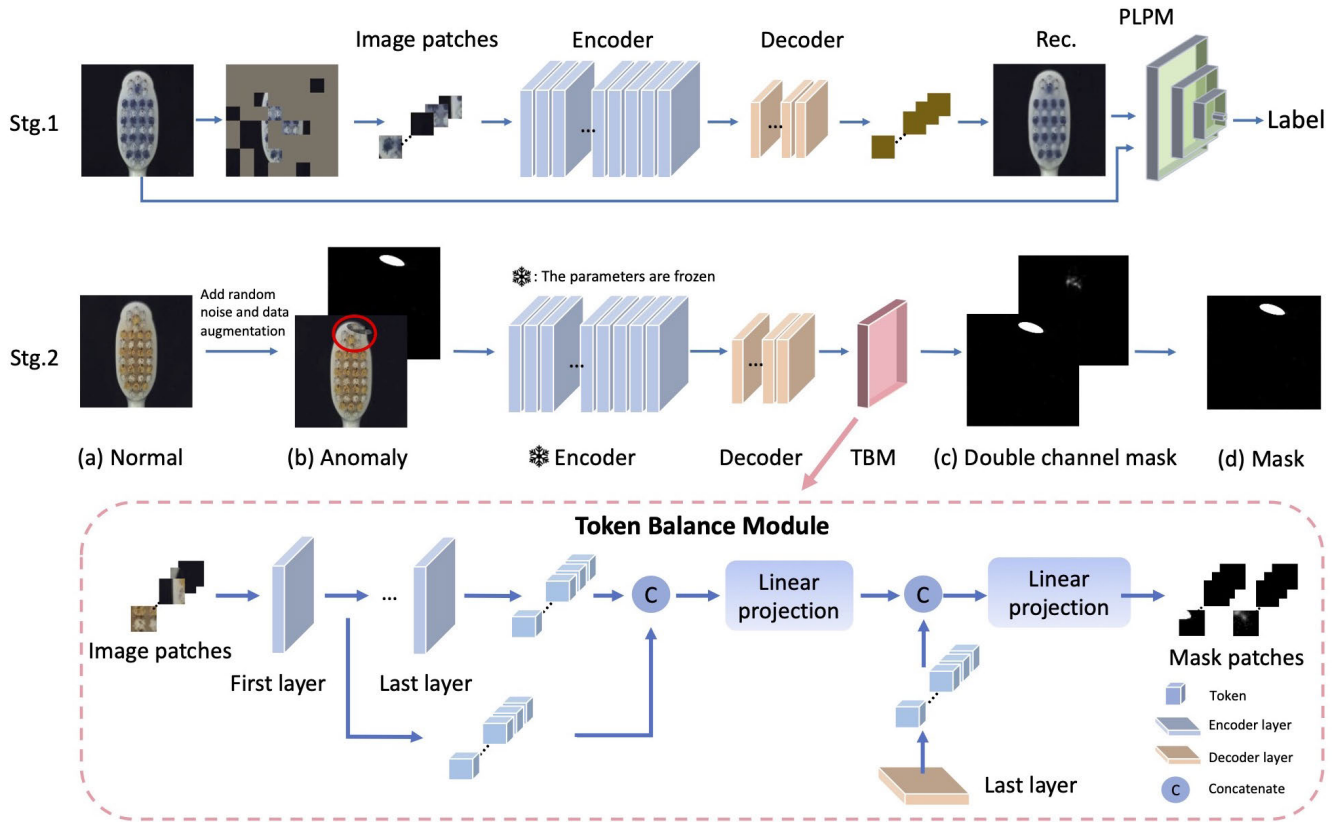 PLPM
Image patches
Encoder
Decoder
Rec.
Stg.1
...
...
Label
Add random
noise and data
augmentation
❄: The parameters are frozen
Stg.2
...
...
(a) Normal
(b) Anomaly
❄ Encoder
Decoder
TBM
(c) Double channel mask
(d) Mask
Token Balance Module
...
C
Linear
projection
C
Linear
projection
Image patches
First layer
Last layer
Mask patches
Token
Encoder layer
Decoder layer
Last layer
C
Concatenate